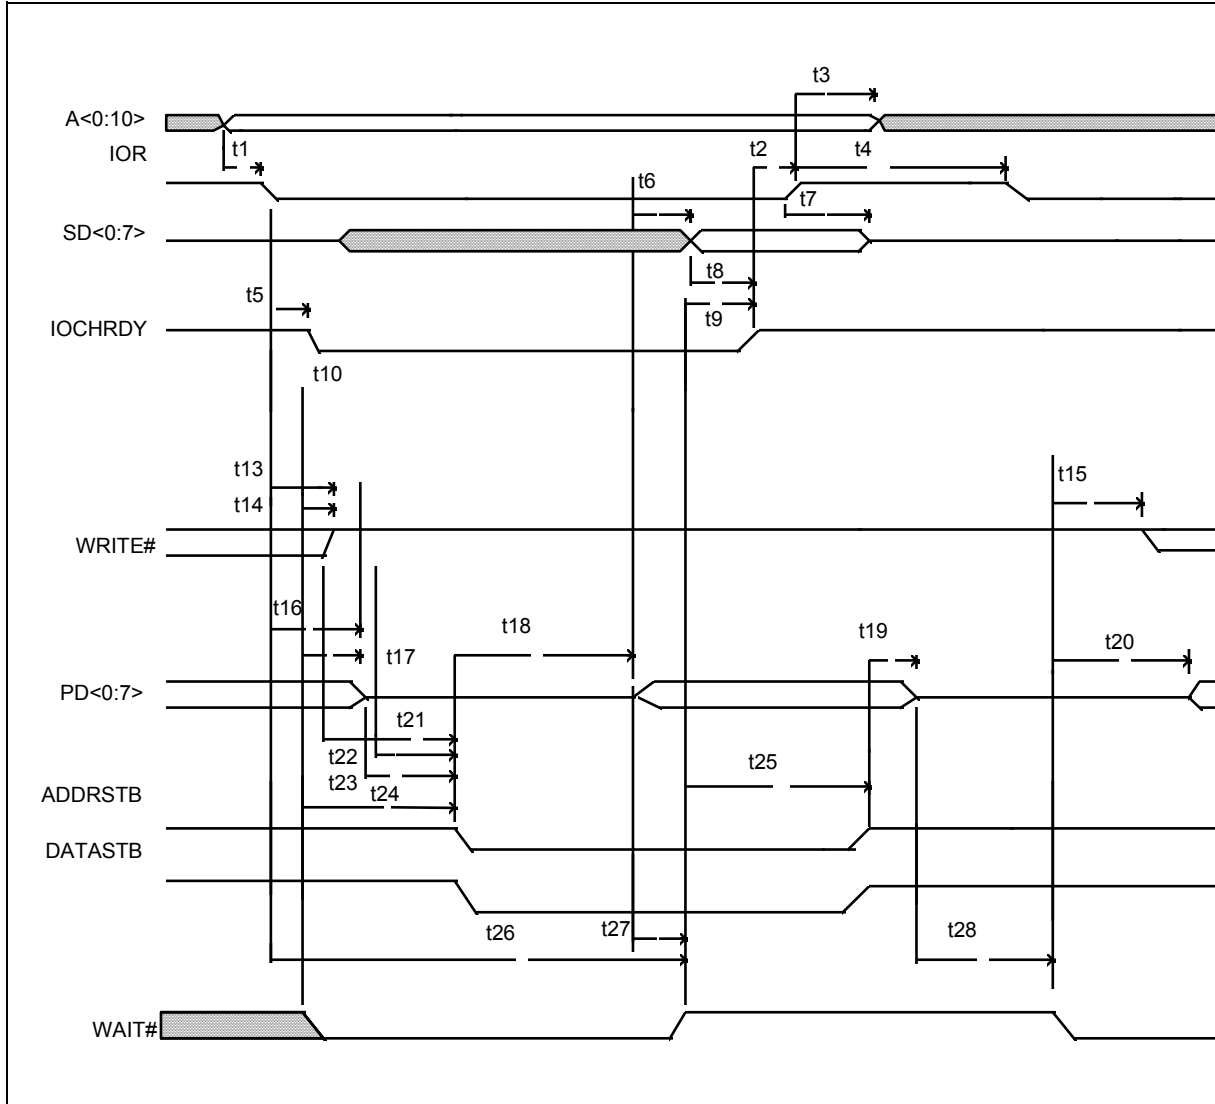 t3
A<0:10>
IOR
t1
t2
t4
t6
t7
SD<0:7>
t8
t5
t9
IOCHRDY
t10
t13
t15
t14
WRITE#
t16
t18
t19
t17
t20
PD<0:7>
t21
t22
t25
t23
ADDRSTB
t24
DATASTB
t26
t27
t28
WAIT#